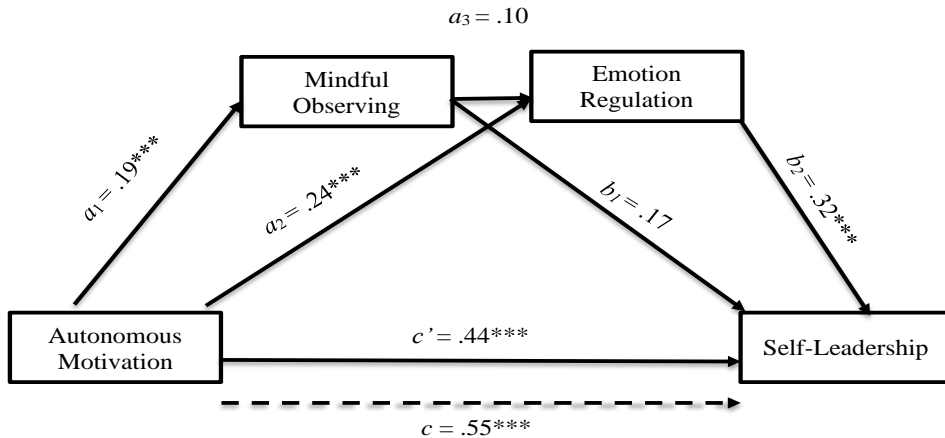 a3 = .10
Mindful
Observing
Emotion
Regulation
a1 = .19***
a2 = .24***
b1 = .17
b2 = .32***
Autonomous
Motivation
c’ = .44***
Self-Leadership
c = .55***